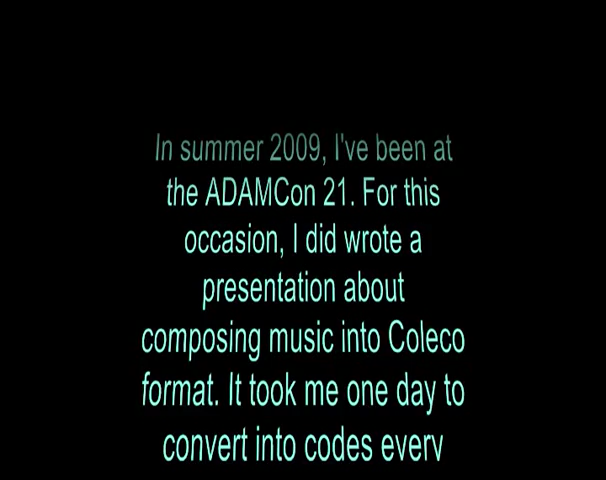 In summer 2009, I've been at
the ADAMCon 21. For this
occasion, I did wrote a
presentation about
composing music into Coleco
format. It took me one day to
convert into codes every